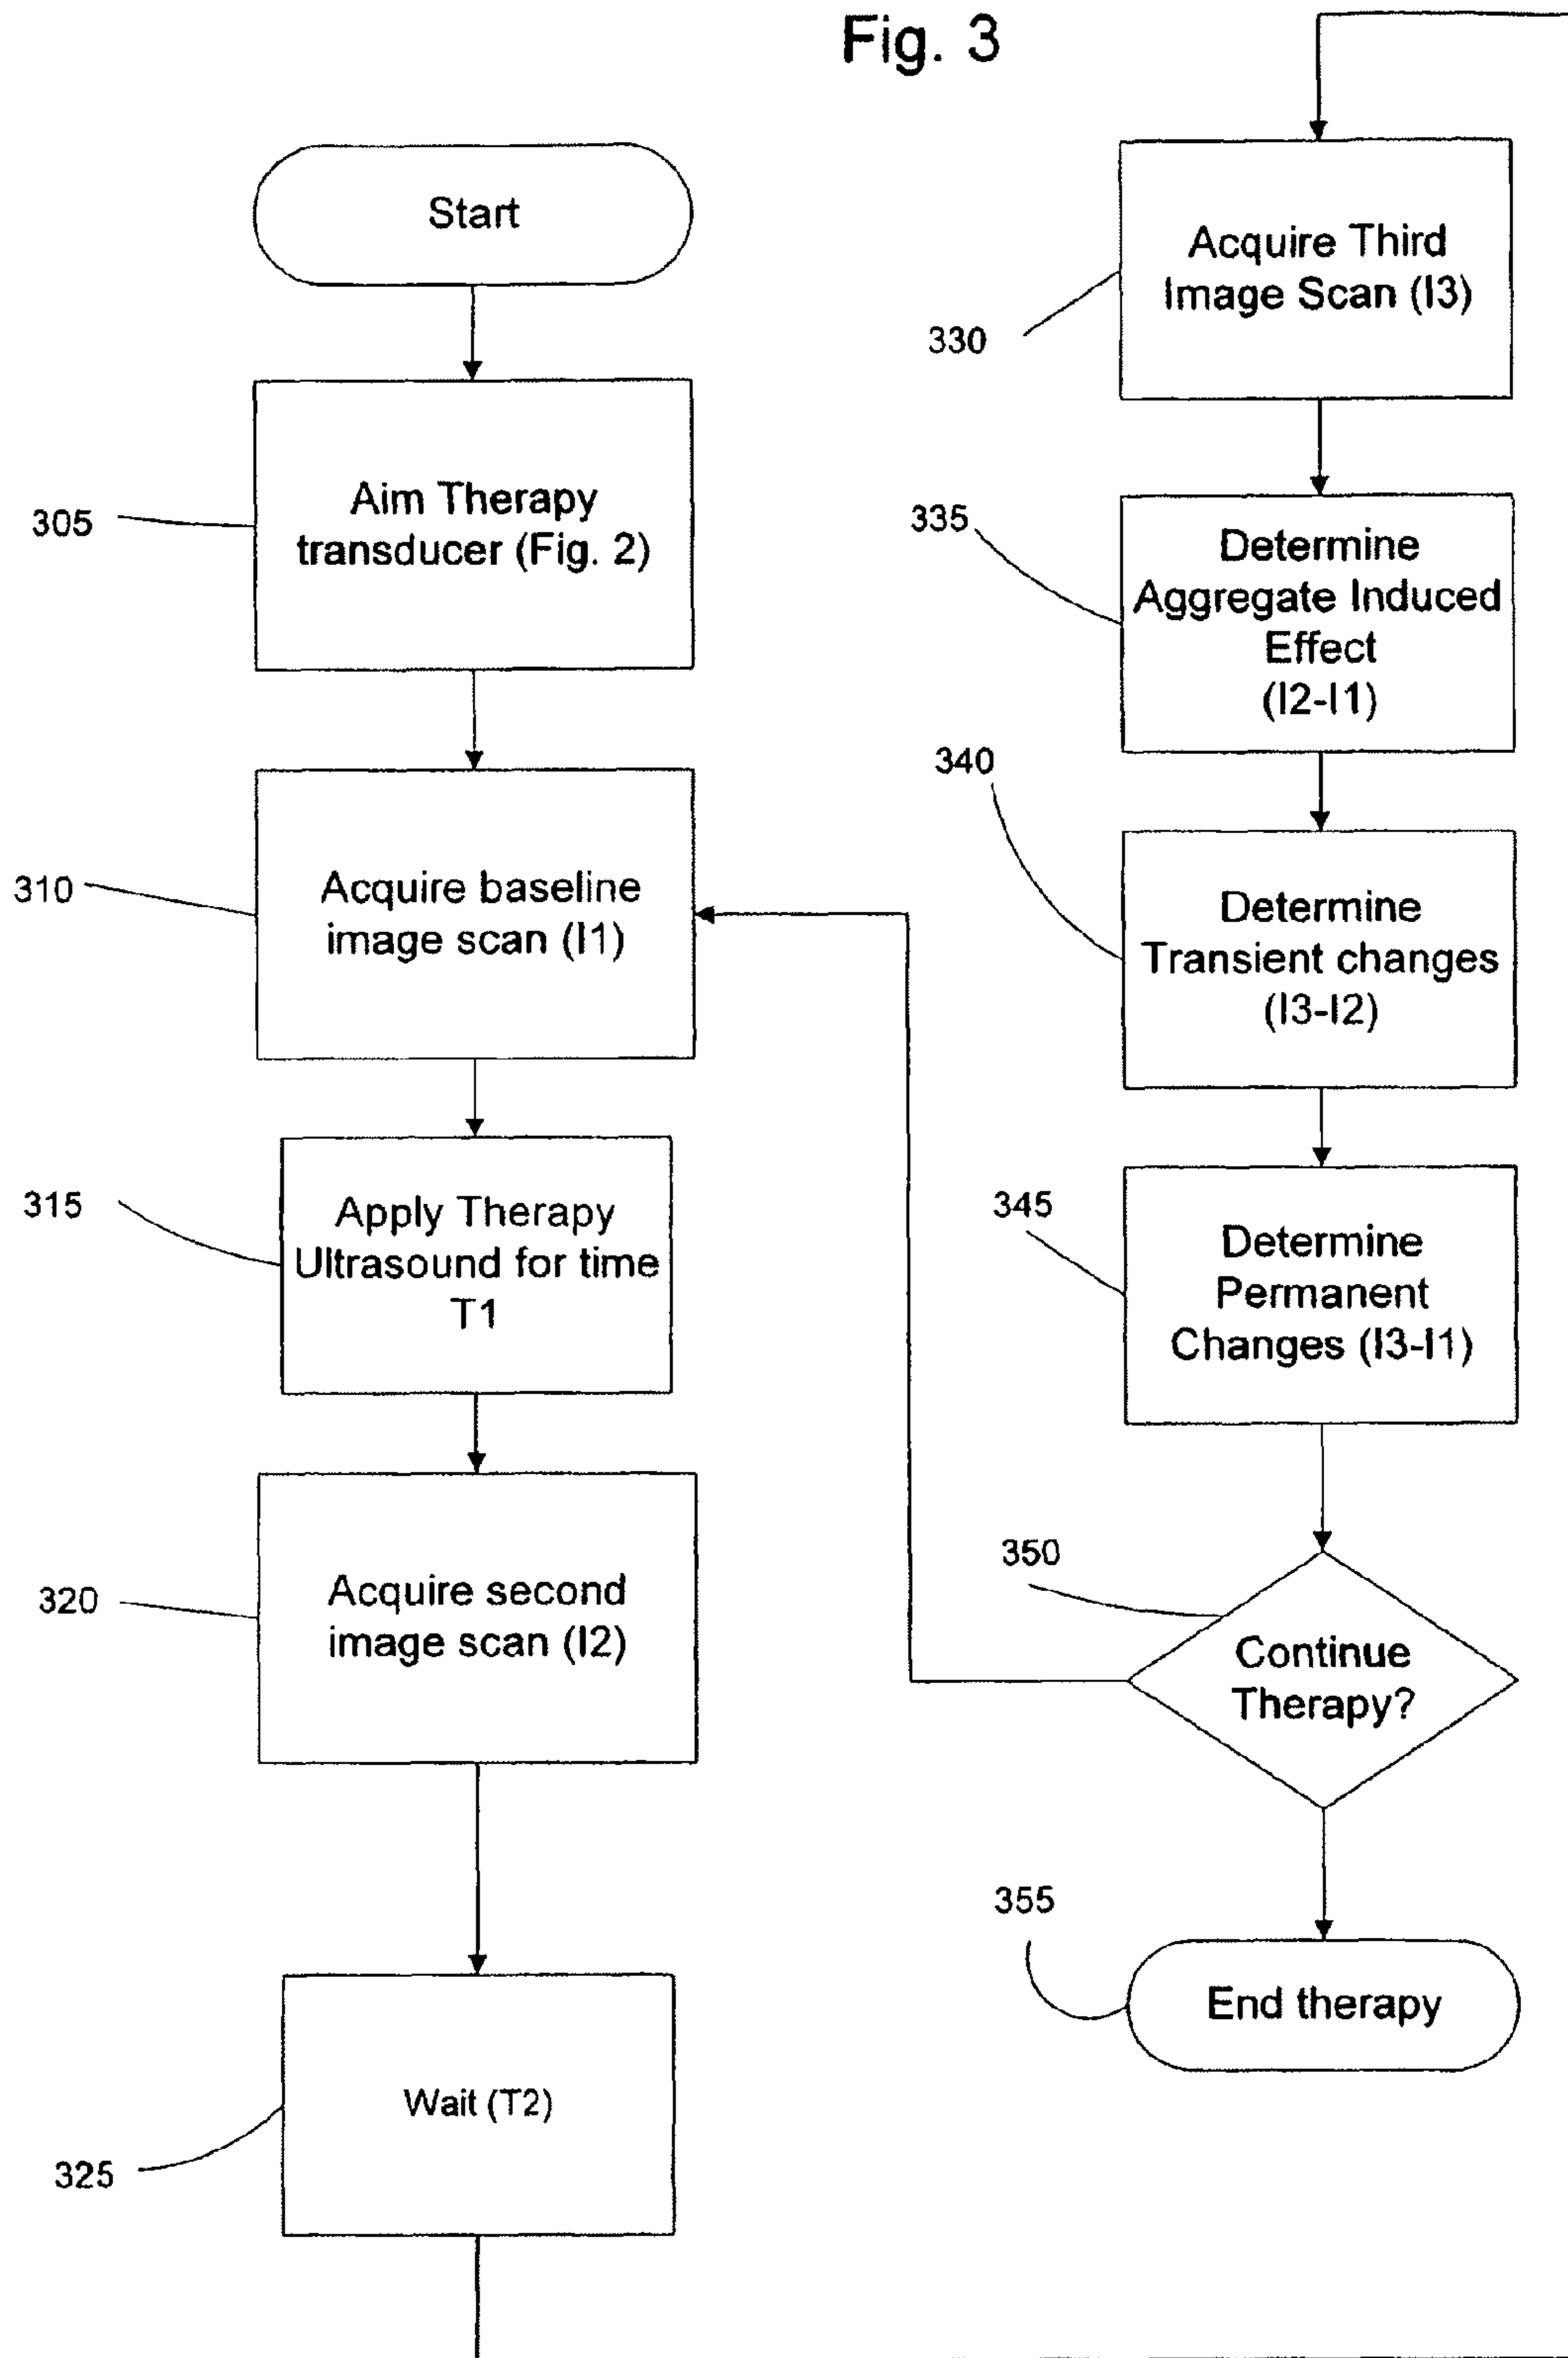 Fig. 3
Start
305
Aim Therapy
transducer (Fig. 2)
310
Acquire baseline
image scan (I1)
315
Apply Therapy
Ultrasound for time
T1
320
Acquire second
image scan (I2)
325
Wait (T2)
330
Acquire Third
Image Scan (I3)
335
Determine
Aggregate Induced
Effect
(I2-I1)
340
Determine
Transient changes
(I3-I2)
345
Determine
Permanent
Changes (I3-I1)
350
Continue
Therapy?
355
End therapy